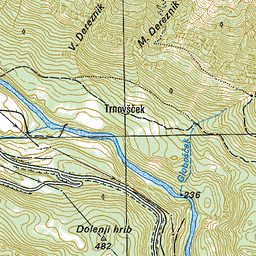 V. Dereznik
M. Dereznik
Trnovšček
Globošček
236
Dolenji hrib
482